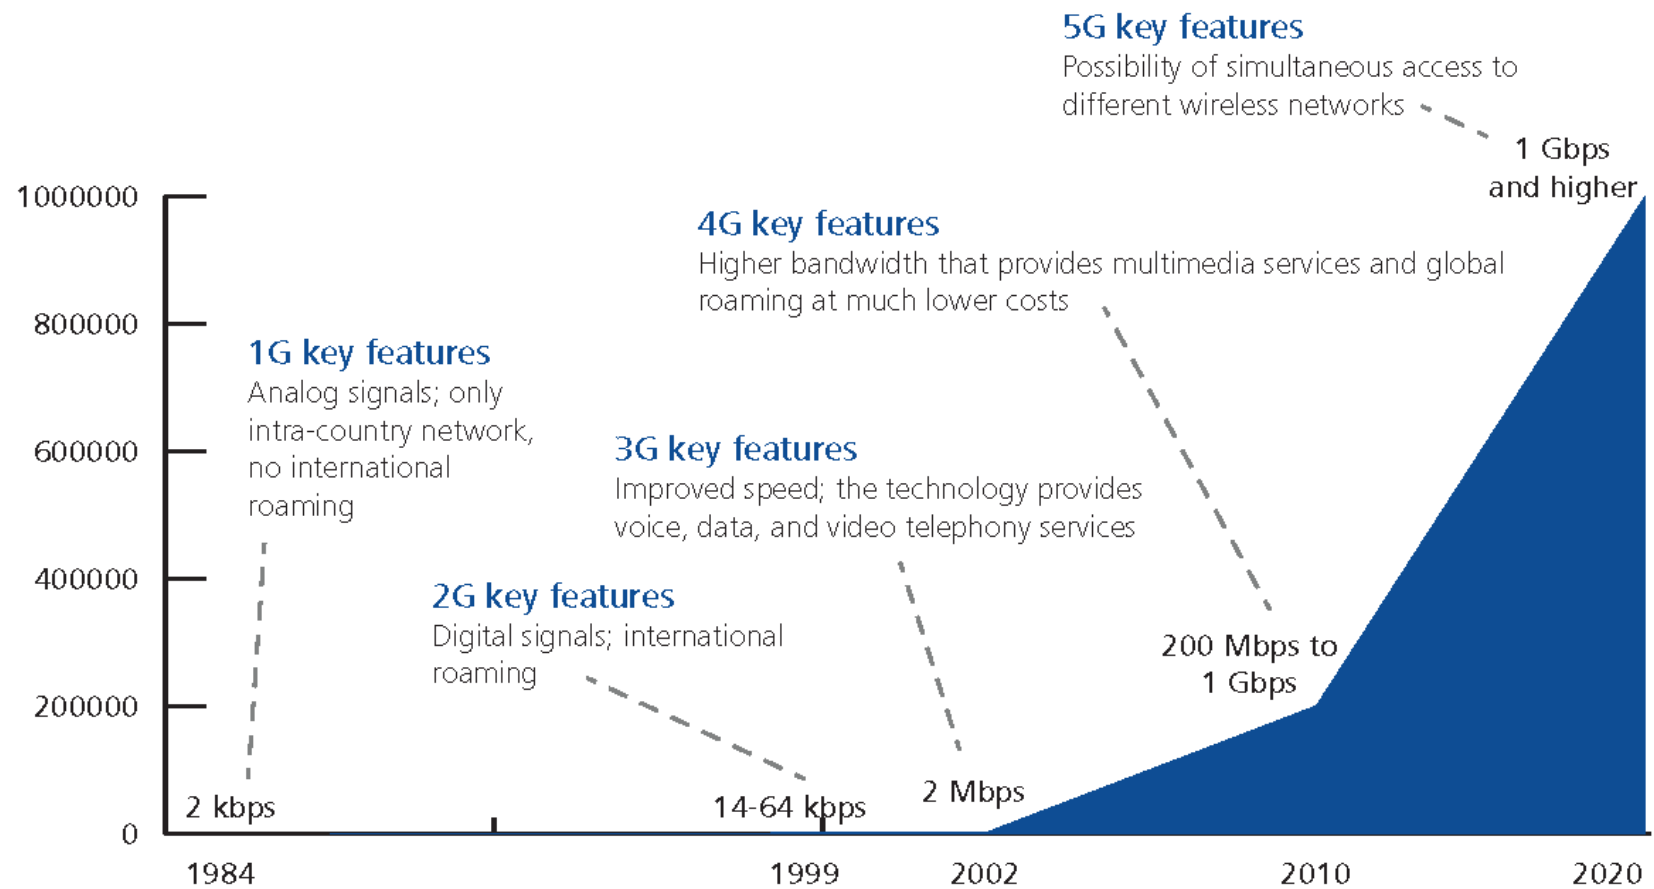 5G key features
Possibility of simultaneous access to
different wireless networks
1 Gbps
and higher
1000000
4G key features
Higher bandwidth that provides multimedia services and global
roaming at much lower costs
800000
1G key features
Analog signals; only
intra-country network,
no international
roaming
600000
3G key features
Improved speed; the technology provides
voice, data, and video telephony services
400000
2G key features
Digital signals; international
roaming
200 Mbps to
1 Gbps
200000
2 kbps
14-64 kbps
2 Mbps
0
1984
1999
2002
2010
2020